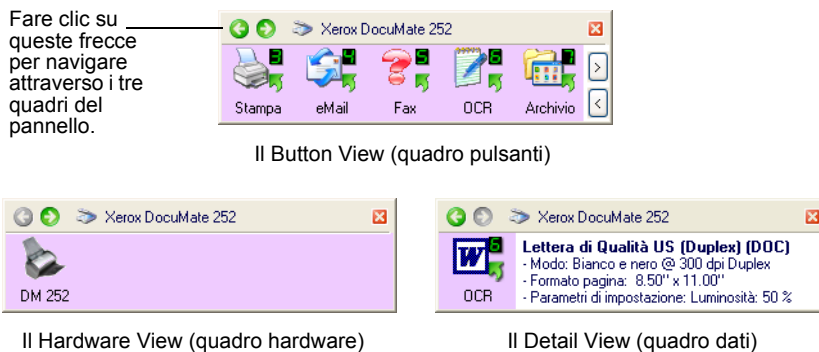 Fare clic su
queste frecce
per navigare
attraverso i tre
quadri del
pannello.
Xerox DocuMate 252
3 4 5 6 7
Stampa eMail Fax OCR Archivio
Il Button View (quadro pulsanti)
Xerox DocuMate 252
DM 252
Il Hardware View (quadro hardware)
Xerox DocuMate 252
W 6
OCR
Lettera di Qualità US (Duplex) (DOC)
- Modo: Bianco e nero @ 300 dpi Duplex
- Formato pagina: 8.50" x 11.00"
- Parametri di impostazione: Luminosità: 50 %
Il Detail View (quadro dati)